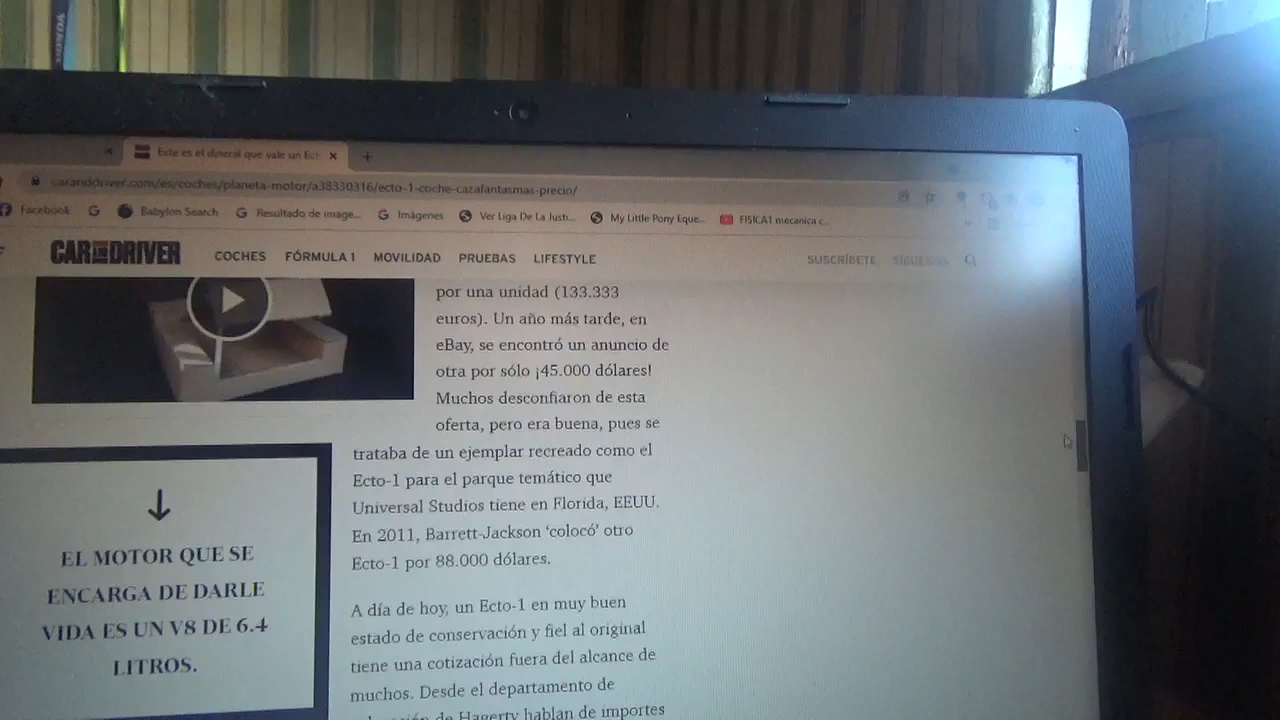 HONDA
Este es el dineral que vale un Ect
caranddriver.com/es/coches/planeta-motor/a38330316/ecto-1-coche-cazafantasmas-precio/
Facebook
Babylon Search
Resultado de image...
Imágenes
Ver Liga De La Justi...
My Little Pony Eque...
FISICA1 mecanica c...
CAR AND DRIVER
COCHES FÓRMULA 1 MOVILIDAD PRUEBAS LIFESTYLE
SUSCRÍBETE SÍGUENOS
por una unidad (133.333
euros). Un año más tarde, en
eBay, se encontró un anuncio de
otra por sólo ¡45.000 dólares!
Muchos desconfiaron de esta
oferta, pero era buena, pues se
trataba de un ejemplar recreado como el
Ecto-1 para el parque temático que
Universal Studios tiene en Florida, EEUU.
En 2011, Barrett-Jackson ‘colocó’ otro
Ecto-1 por 88.000 dólares.
EL MOTOR QUE SE
ENCARGA DE DARLE
VIDA ES UN V8 DE 6.4
LITROS.
A día de hoy, un Ecto-1 en muy buen
estado de conservación y fiel al original
tiene una cotización fuera del alcance de
muchos. Desde el departamento de
de Hagerty hablan de importes